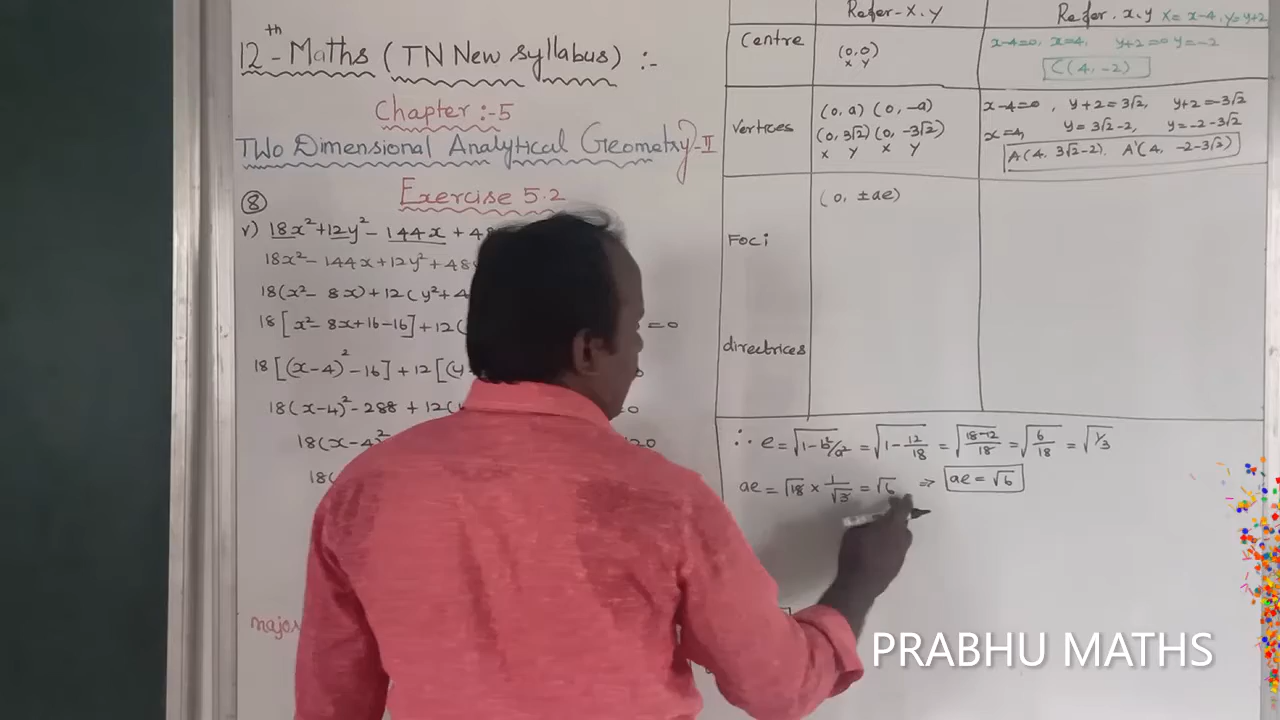 12th - Maths (TN New syllabus) :-
Chapter :- 5
Two Dimensional Analytical Geometry - II
Exercise 5.2
⑧
v) 18x² + 12y² - 144x + 48
18x² - 144x + 12y² + 48
18(x² - 8x) + 12(y² + 4
18[x² - 8x + 16 - 16] + 12( = 0
18[(x-4)² - 16] + 12[(y
18(x-4)² - 288 + 12( = 0
18(x-4)² 120
18(
major
Refer - X, Y
Refer. x, y X = x-4, Y = y+2
Centre
(0, 0)
X Y
x-4=0, x=4, y+2=0 y=-2
C(4, -2)
Vertices
(0, a) (0, -a)
(0, 3√2) (0, -3√2)
X Y X Y
x-4=0, y+2=3√2, y+2=-3√2
x=4, y=3√2-2, y=-2-3√2
A(4, 3√2-2). A'(4, -2-3√2)
Foci
(0, ±ae)
directrices
∴ e = √1-b²/a² = √1-12/18 = √18-12/18 = √6/18 = √1/3
ae = √18 × 1/√3 = √6 ⇒ ae = √6
PRABHU MATHS